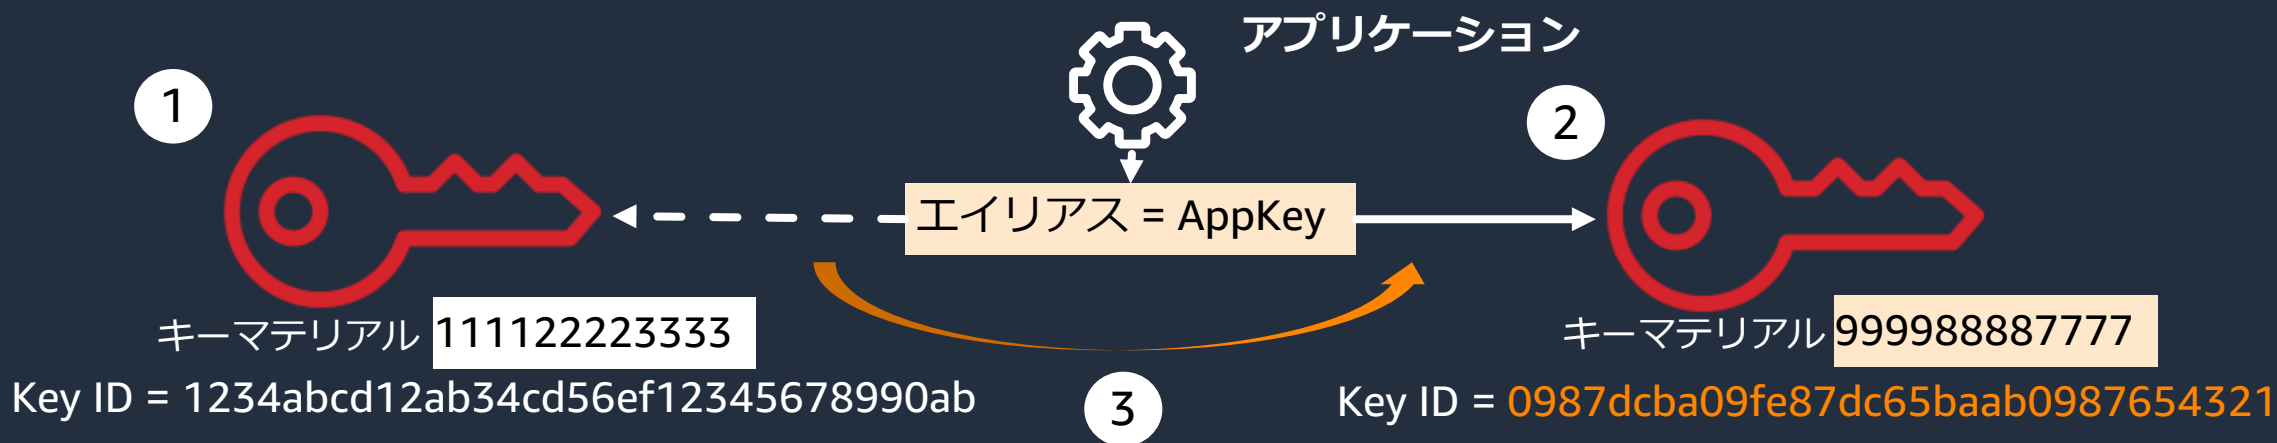 アプリケーション
1
2
エイリアス = AppKey
キーマテリアル 111122223333
キーマテリアル 999988887777
Key ID = 1234abcd12ab34cd56ef12345678990ab
3
Key ID = 0987dcba09fe87dc65baab0987654321